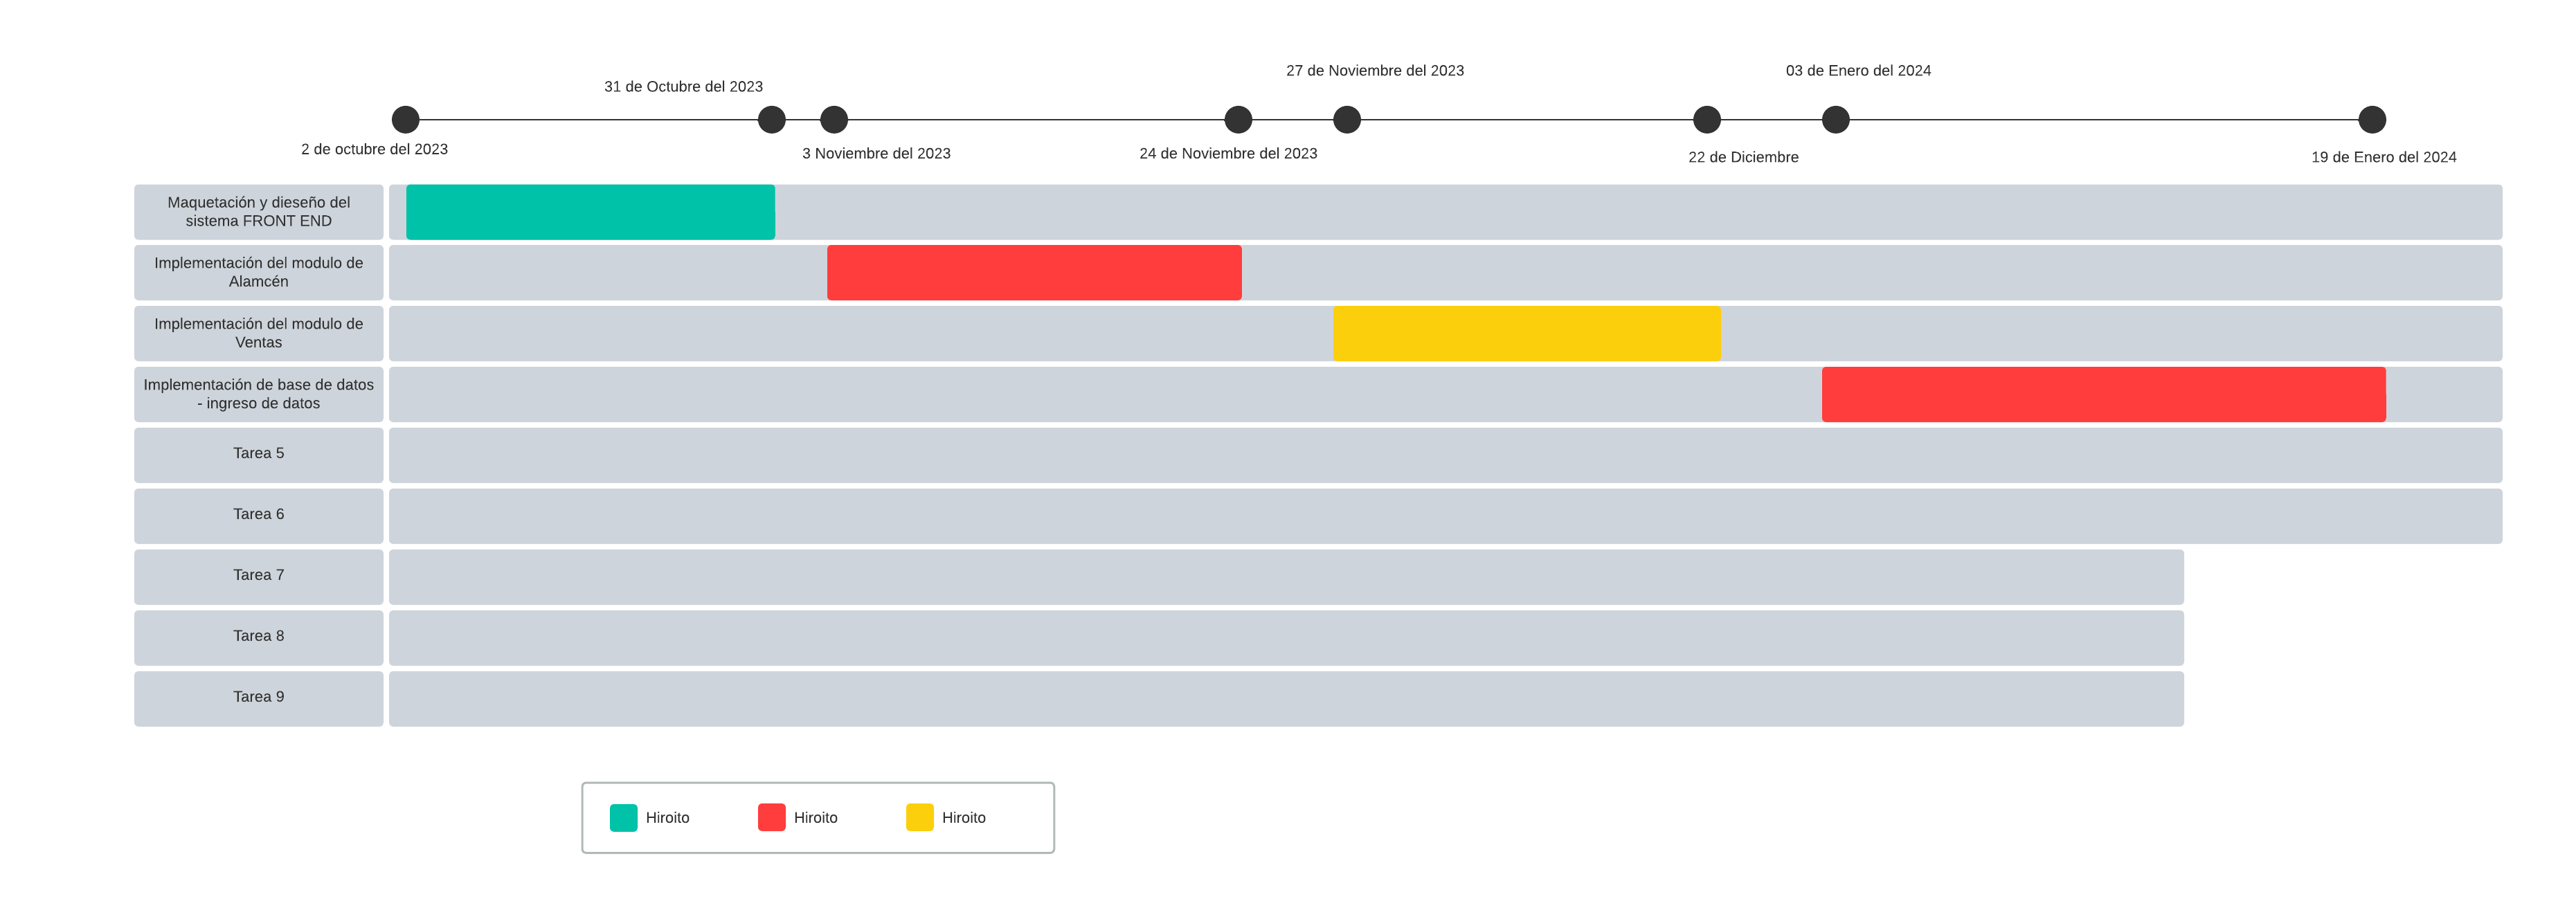 27 de Noviembre del 2023
03 de Enero del 2024
31 de Octubre del 2023
2 de octubre del 2023
3 Noviembre del 2023
24 de Noviembre del 2023
22 de Diciembre
19 de Enero del 2024
Maquetación y dieseño del
sistema FRONT END
Implementación del modulo de
Alamcén
Implementación del modulo de
Ventas
Implementación de base de datos
- ingreso de datos
Tarea 5
Tarea 6
Tarea 7
Tarea 8
Tarea 9
Hiroito
Hiroito
Hiroito